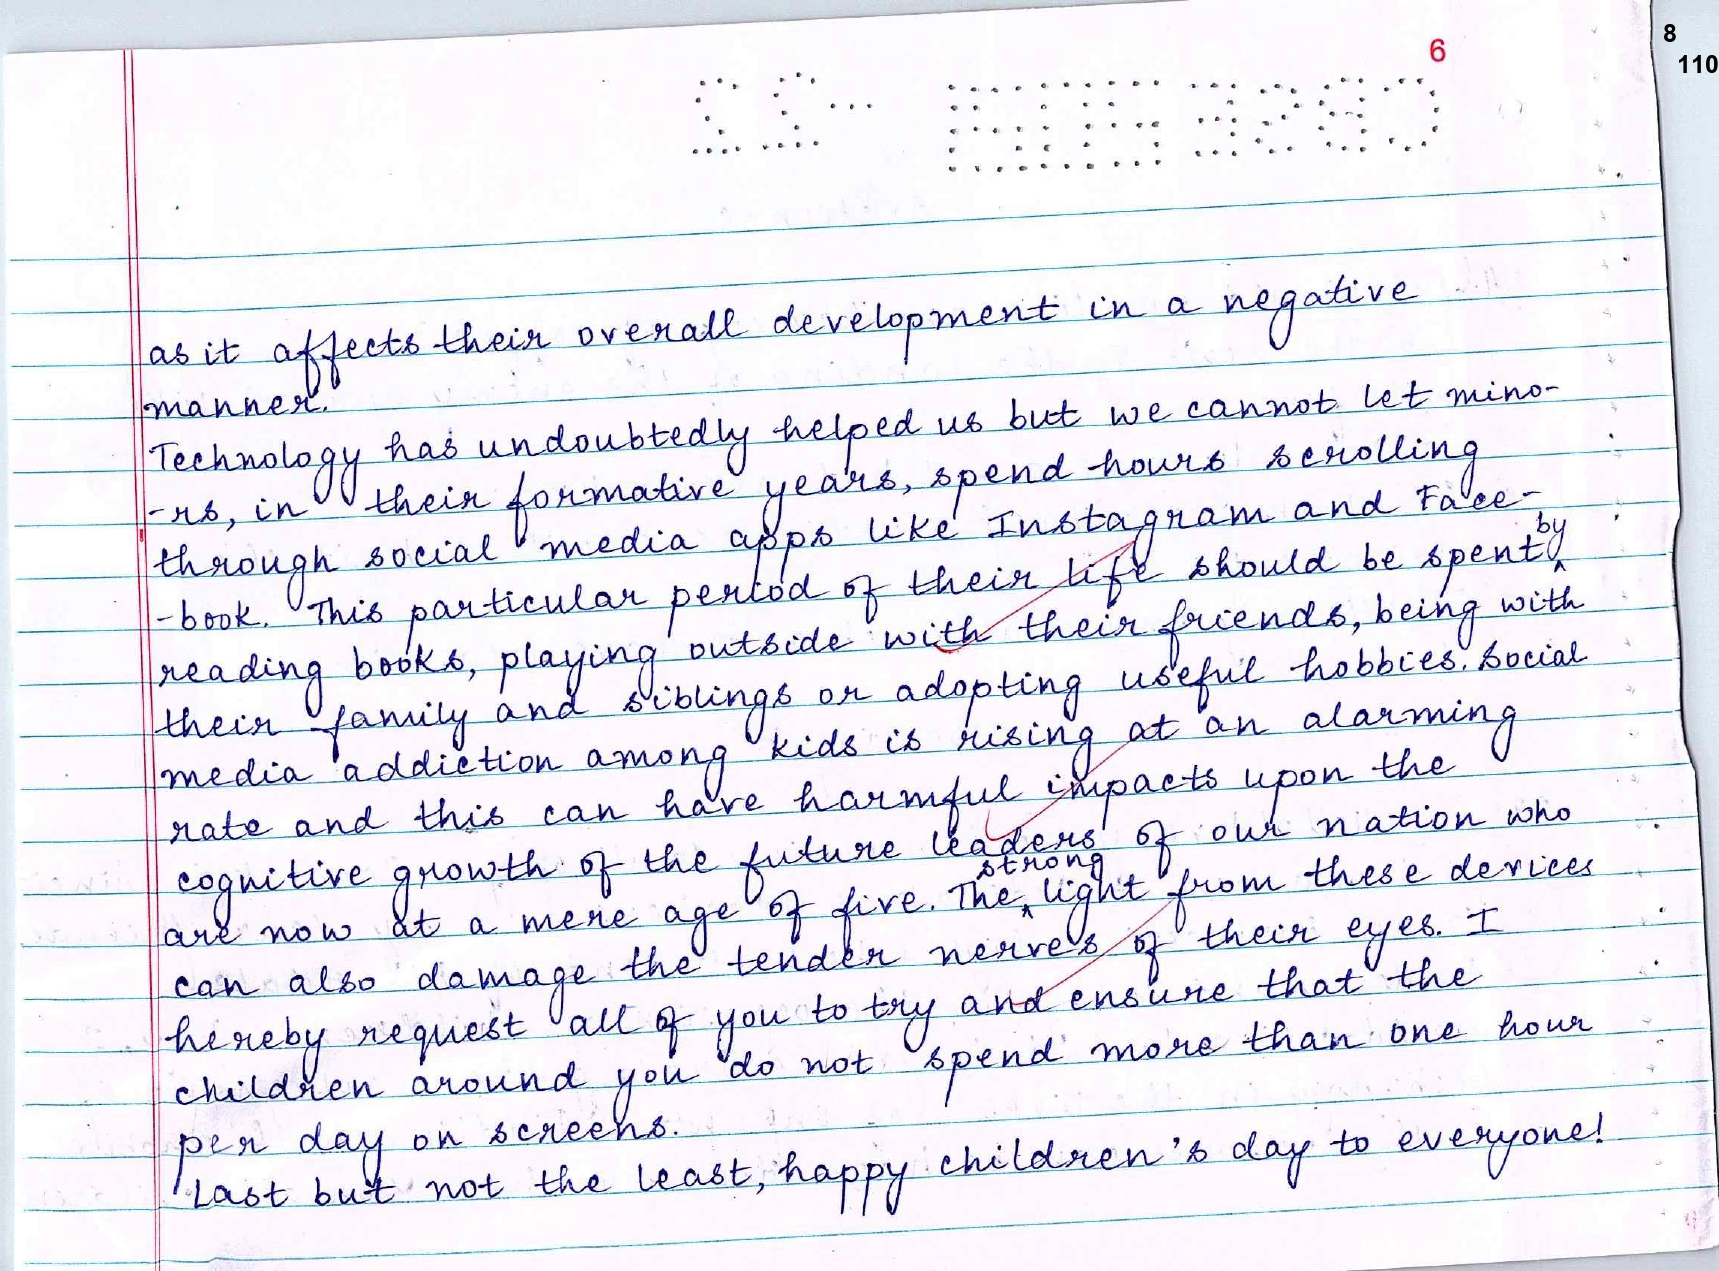 8
110
6
as it affects their overall development in a negative
manner.
Technology has undoubtedly helped us but we cannot let mino-
-rs, in their formative years, spend hours scrolling
through social media apps like Instagram and Face-
-book. This particular period of their life should be spent by
reading books, playing outside with their friends, being with
their family and siblings or adopting useful hobbies. Social
media addiction among kids is rising at an alarming
rate and this can have harmful impacts upon the
cognitive growth of the future leaders of our nation who
are now at a mere age of five. The strong light from these devices
can also damage the tender nerves of their eyes. I
hereby request all of you to try and ensure that the
children around you do not spend more than one hour
per day on screens.
Last but not the least, happy children's day to everyone!